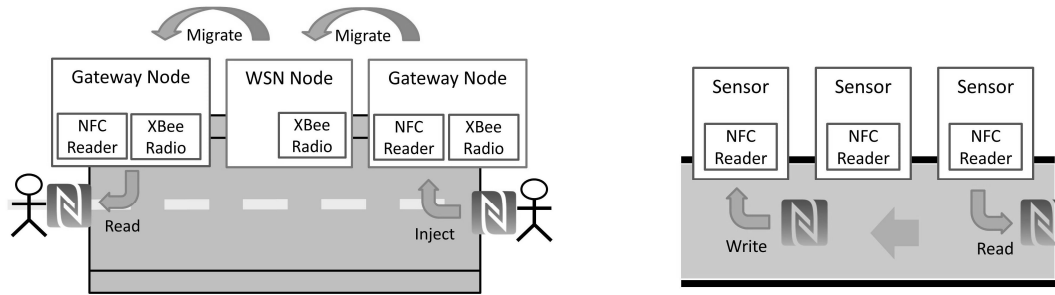 Migrate
Migrate
Gateway Node
WSN Node
Gateway Node
NFC
Reader
XBee
Radio
XBee
Radio
NFC
Reader
XBee
Radio
Read
Inject
Sensor
Sensor
Sensor
NFC
Reader
NFC
Reader
NFC
Reader
Write
Read